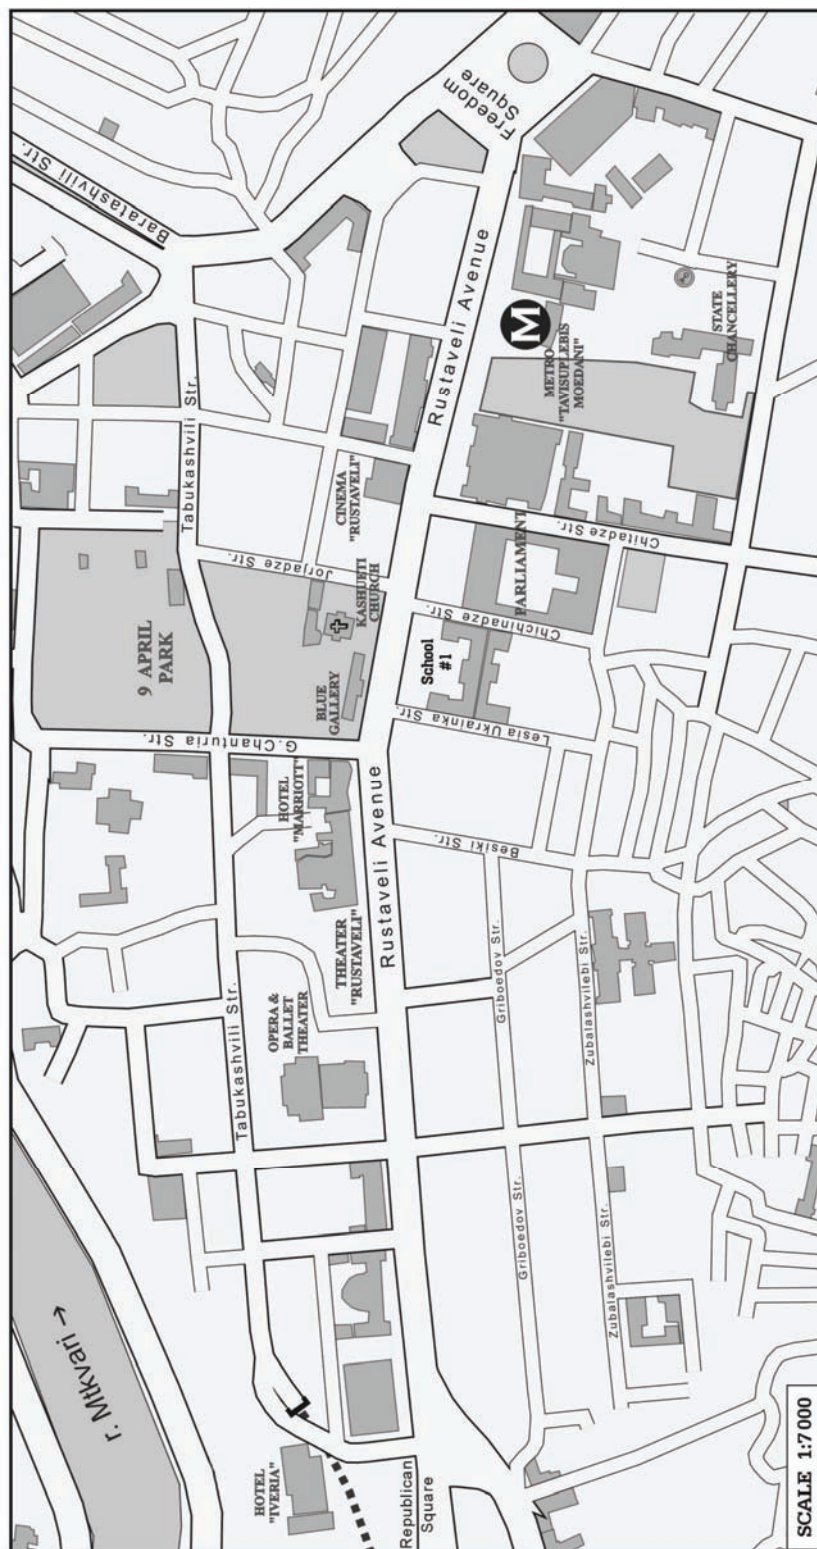 Freedom
Square
Baratashvili Str.
Rustaveli Avenue
M
METRO
"TAVISUPLEBIS
MOEDANI"
STATE
CHANCELLERY
Tabukashvili Str.
CINEMA
"RUSTAVELI"
Jorjadze Str.
KASHUETI
CHURCH
9 APRIL
PARK
BLUE
GALLERY
PARLIAMENT
Chitadze Str.
Chichinadze Str.
School
#1
Lesia Ukrainka Str.
G.Chanturia Str.
HOTEL
"MARRIOTT"
Rustaveli Avenue
Besiki Str.
THEATER
"RUSTAVELI"
Griboedov Str.
Zubalashvilebi Str.
OPERA &
BALLET
THEATER
Tabukashvili Str.
Griboedov Str.
Zubalashvilebi Str.
r. Mtkvari →
HOTEL
"IVERIA"
Republican
Square
SCALE 1:7 000